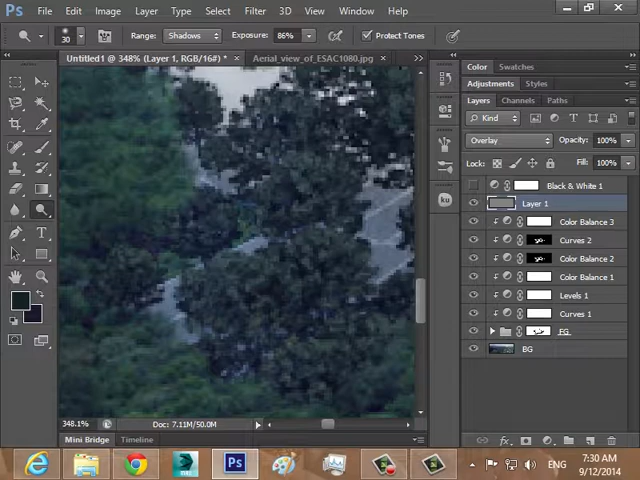 Ps File Edit Image Layer Type Select Filter 3D View Window Help
30 Range: Shadows Exposure: 86% Protect Tones
Untitled1 @ 348% (Layer 1, RGB/16#) * × Aerial_view_of_ESAC1080.jpg ×
Color Swatches
Adjustments Styles
Layers Channels Paths
Kind
Overlay Opacity: 100%
Lock: Fill: 100%
Black & White 1
Layer 1
Color Balance 3
Curves 2
Color Balance 2
Color Balance 1
Levels 1
Curves 1
FG
BG
ku
348.1% Doc: 7.11M/50.0M
Mini Bridge Timeline
ENG 7:30 AM
9/12/2014